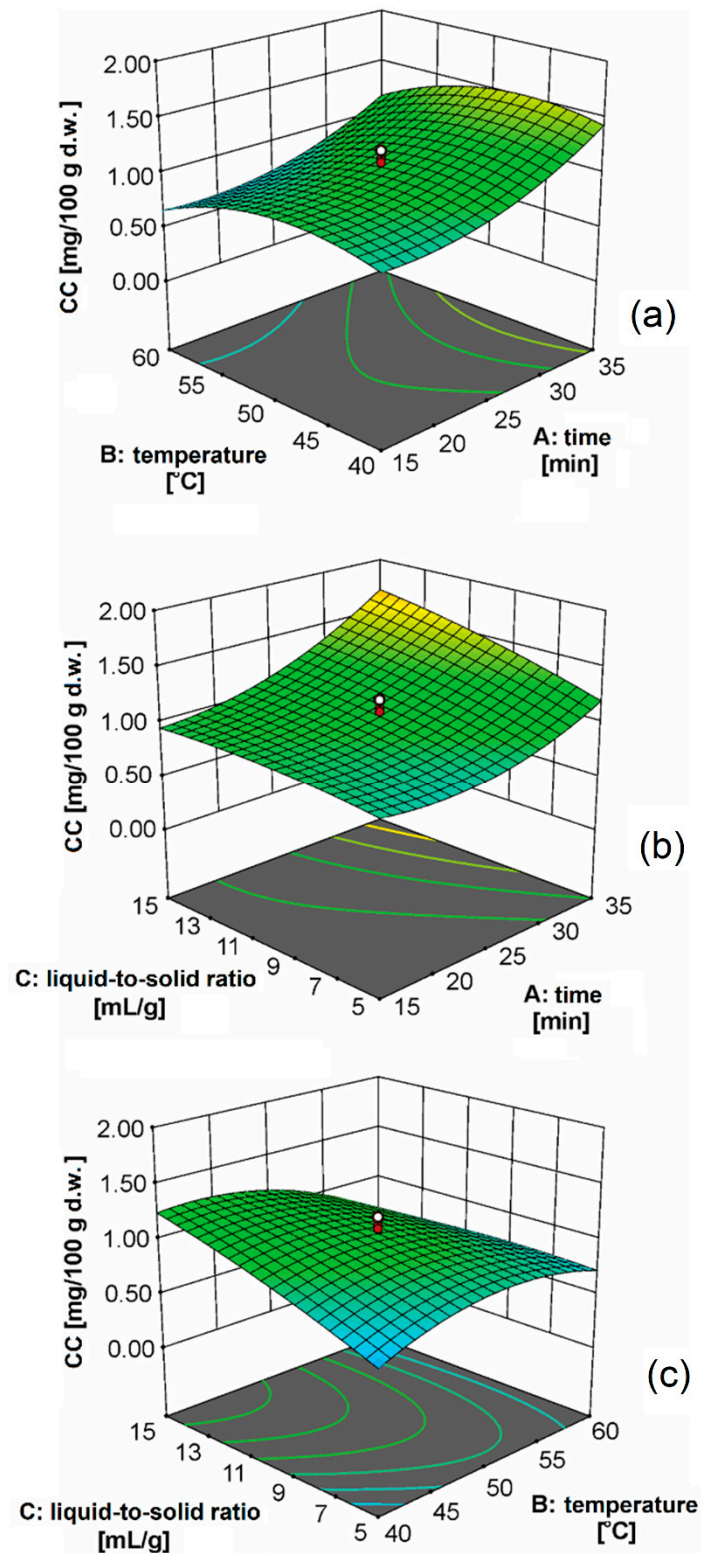 2.00
1.50
1.00
0.50
0.00
CC [mg/100 g d.w.]
(a)
60
55
50
45
40
35
30
25
20
15
B: temperature
[°C]
A: time
[min]
2.00
1.50
1.00
0.50
0.00
CC [mg/100 g d.w.]
(b)
15
13
11
9
7
5
35
30
25
20
15
C: liquid-to-solid ratio
[mL/g]
A: time
[min]
2.00
1.50
1.00
0.50
0.00
CC [mg/100 g d.w.]
(c)
15
13
11
9
7
5
60
55
50
45
40
C: liquid-to-solid ratio
[mL/g]
B: temperature
[°C]